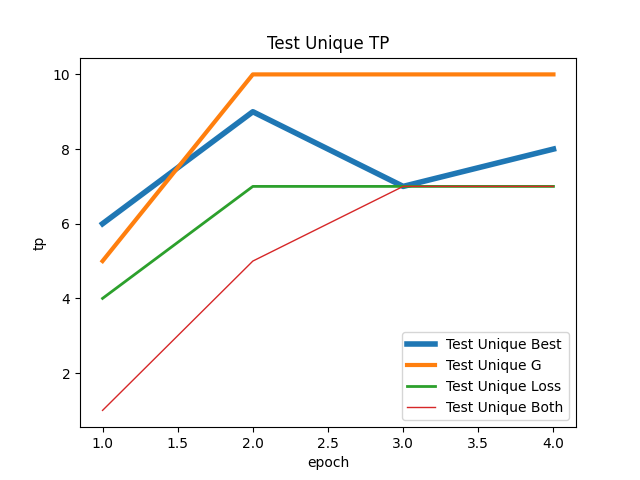 Test Unique TP
tp
10
8
6
4
2
1.0 1.5 2.0 2.5 3.0 3.5 4.0
epoch
Test Unique Best
Test Unique G
Test Unique Loss
Test Unique Both